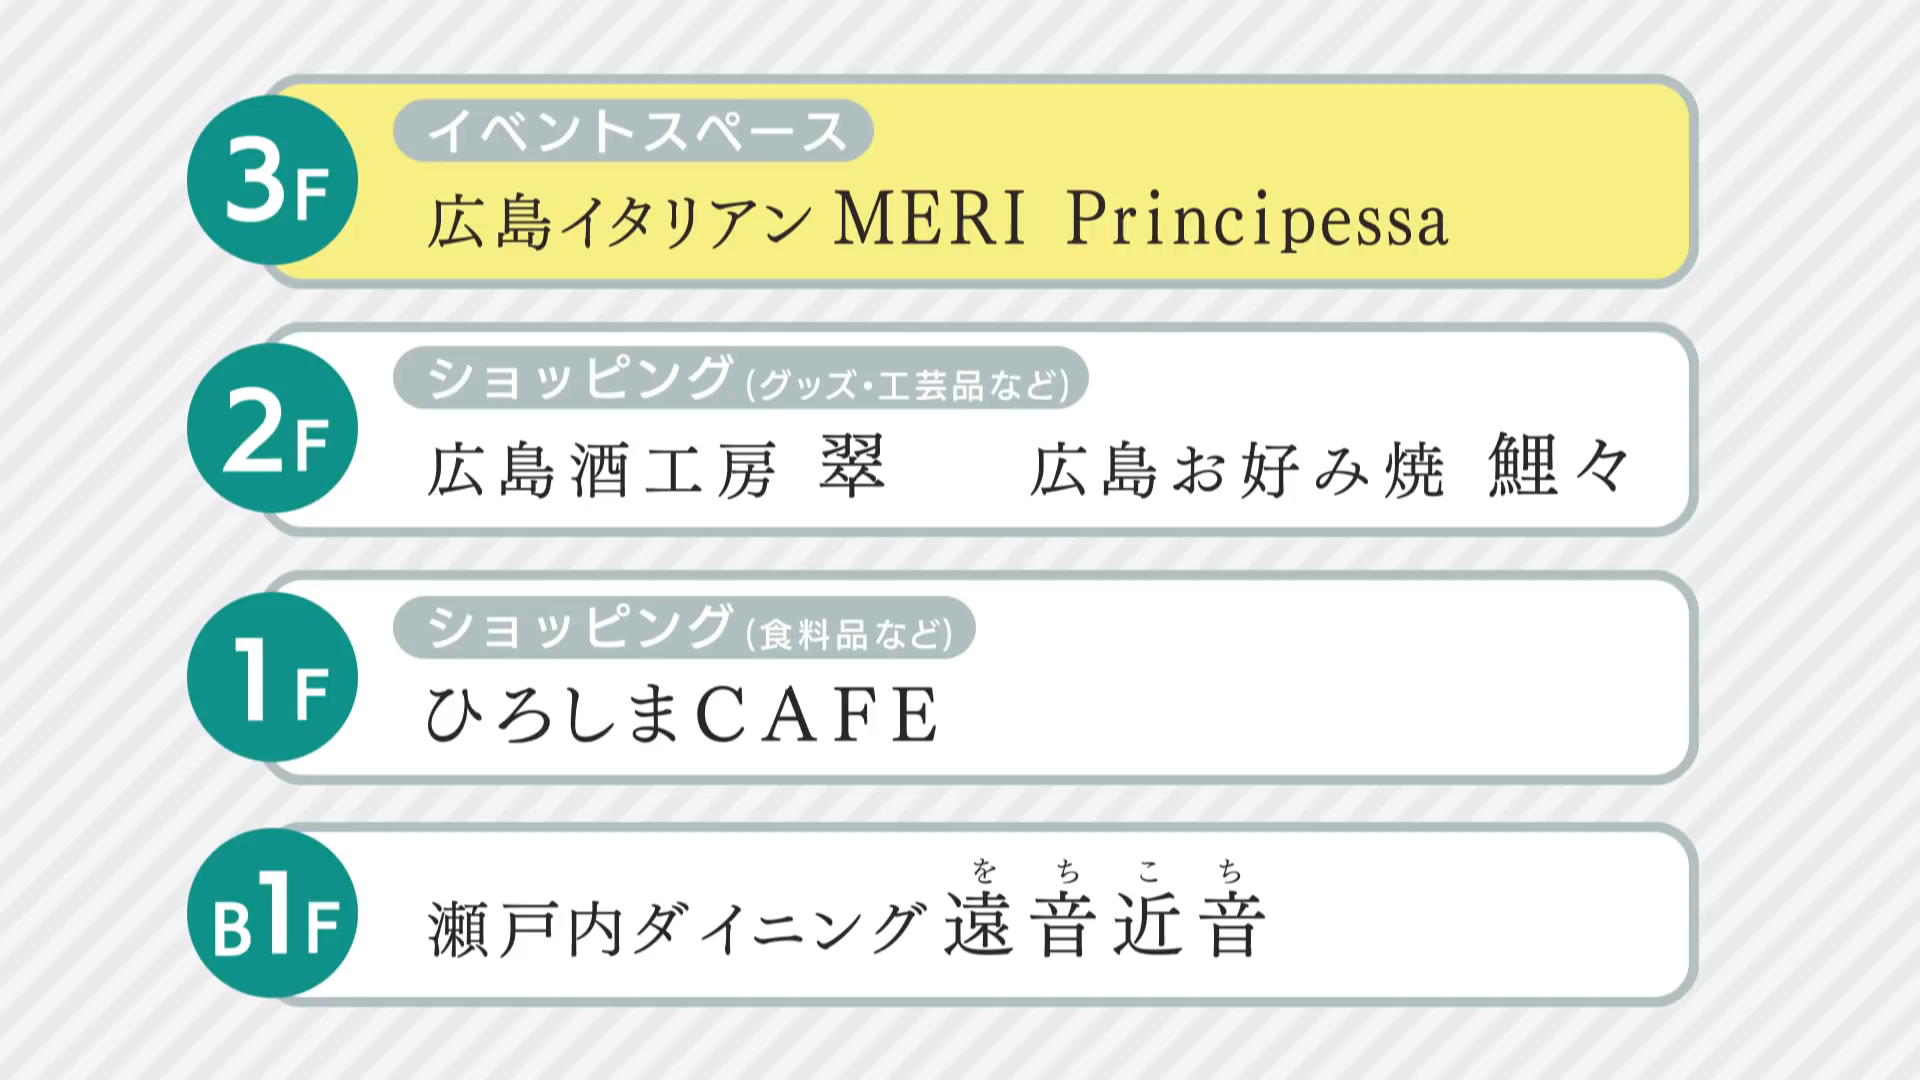 3F
イベントスペース
広島イタリアン MERI Principessa
2F
ショッピング(グッズ・工芸品など)
広島酒工房 翠 広島お好み焼 鯉々
1F
ショッピング(食料品など)
ひろしまCAFE
B1F
をちこち
瀬戸内ダイニング遠音近音